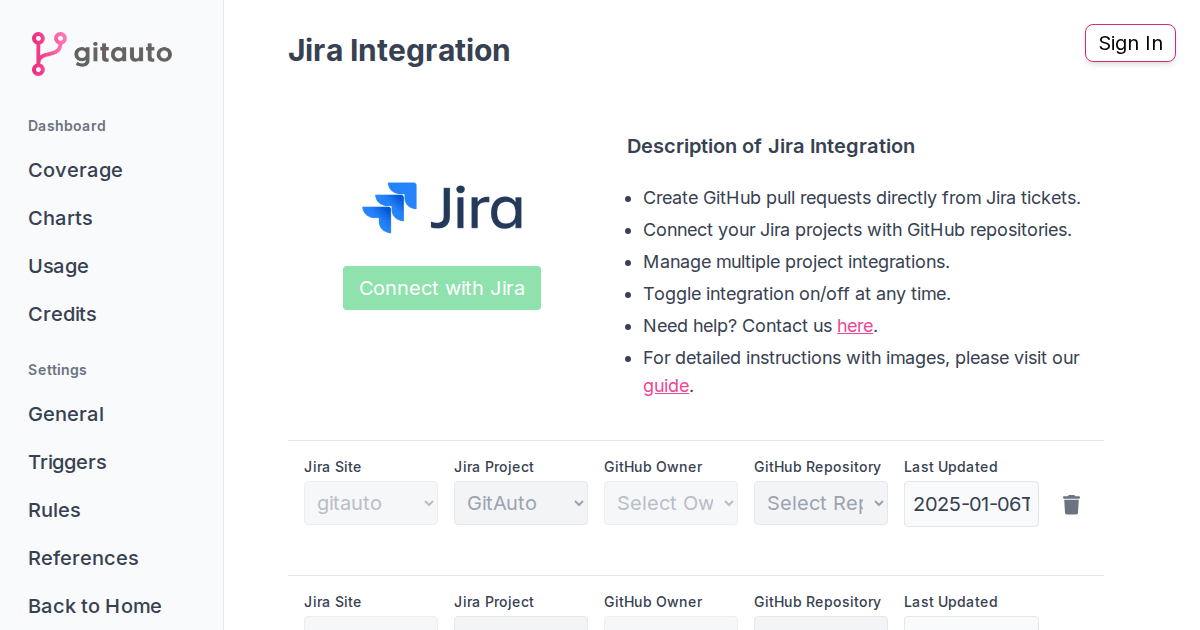 gitauto
Dashboard
Coverage
Charts
Usage
Credits
Settings
General
Triggers
Rules
References
Back to Home
Jira Integration
Sign In
Jira
Connect with Jira
Description of Jira Integration
Create GitHub pull requests directly from Jira tickets.
Connect your Jira projects with GitHub repositories.
Manage multiple project integrations.
Toggle integration on/off at any time.
Need help? Contact us here.
For detailed instructions with images, please visit our
guide.
Jira Site Jira Project GitHub Owner GitHub Repository Last Updated
gitauto GitAuto Select Ow Select Rep 2025-01-06T
Jira Site Jira Project GitHub Owner GitHub Repository Last Updated